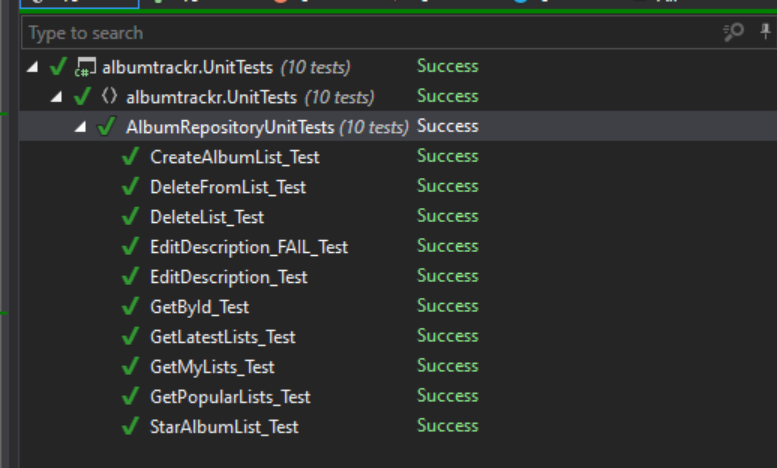 Type to search
albumtrackr.UnitTests (10 tests) Success
albumtrackr.UnitTests (10 tests) Success
AlbumRepositoryUnitTests (10 tests) Success
CreateAlbumList_Test Success
DeleteFromList_Test Success
DeleteList_Test Success
EditDescription_FAIL_Test Success
EditDescription_Test Success
GetById_Test Success
GetLatestLists_Test Success
GetMyLists_Test Success
GetPopularLists_Test Success
StarAlbumList_Test Success